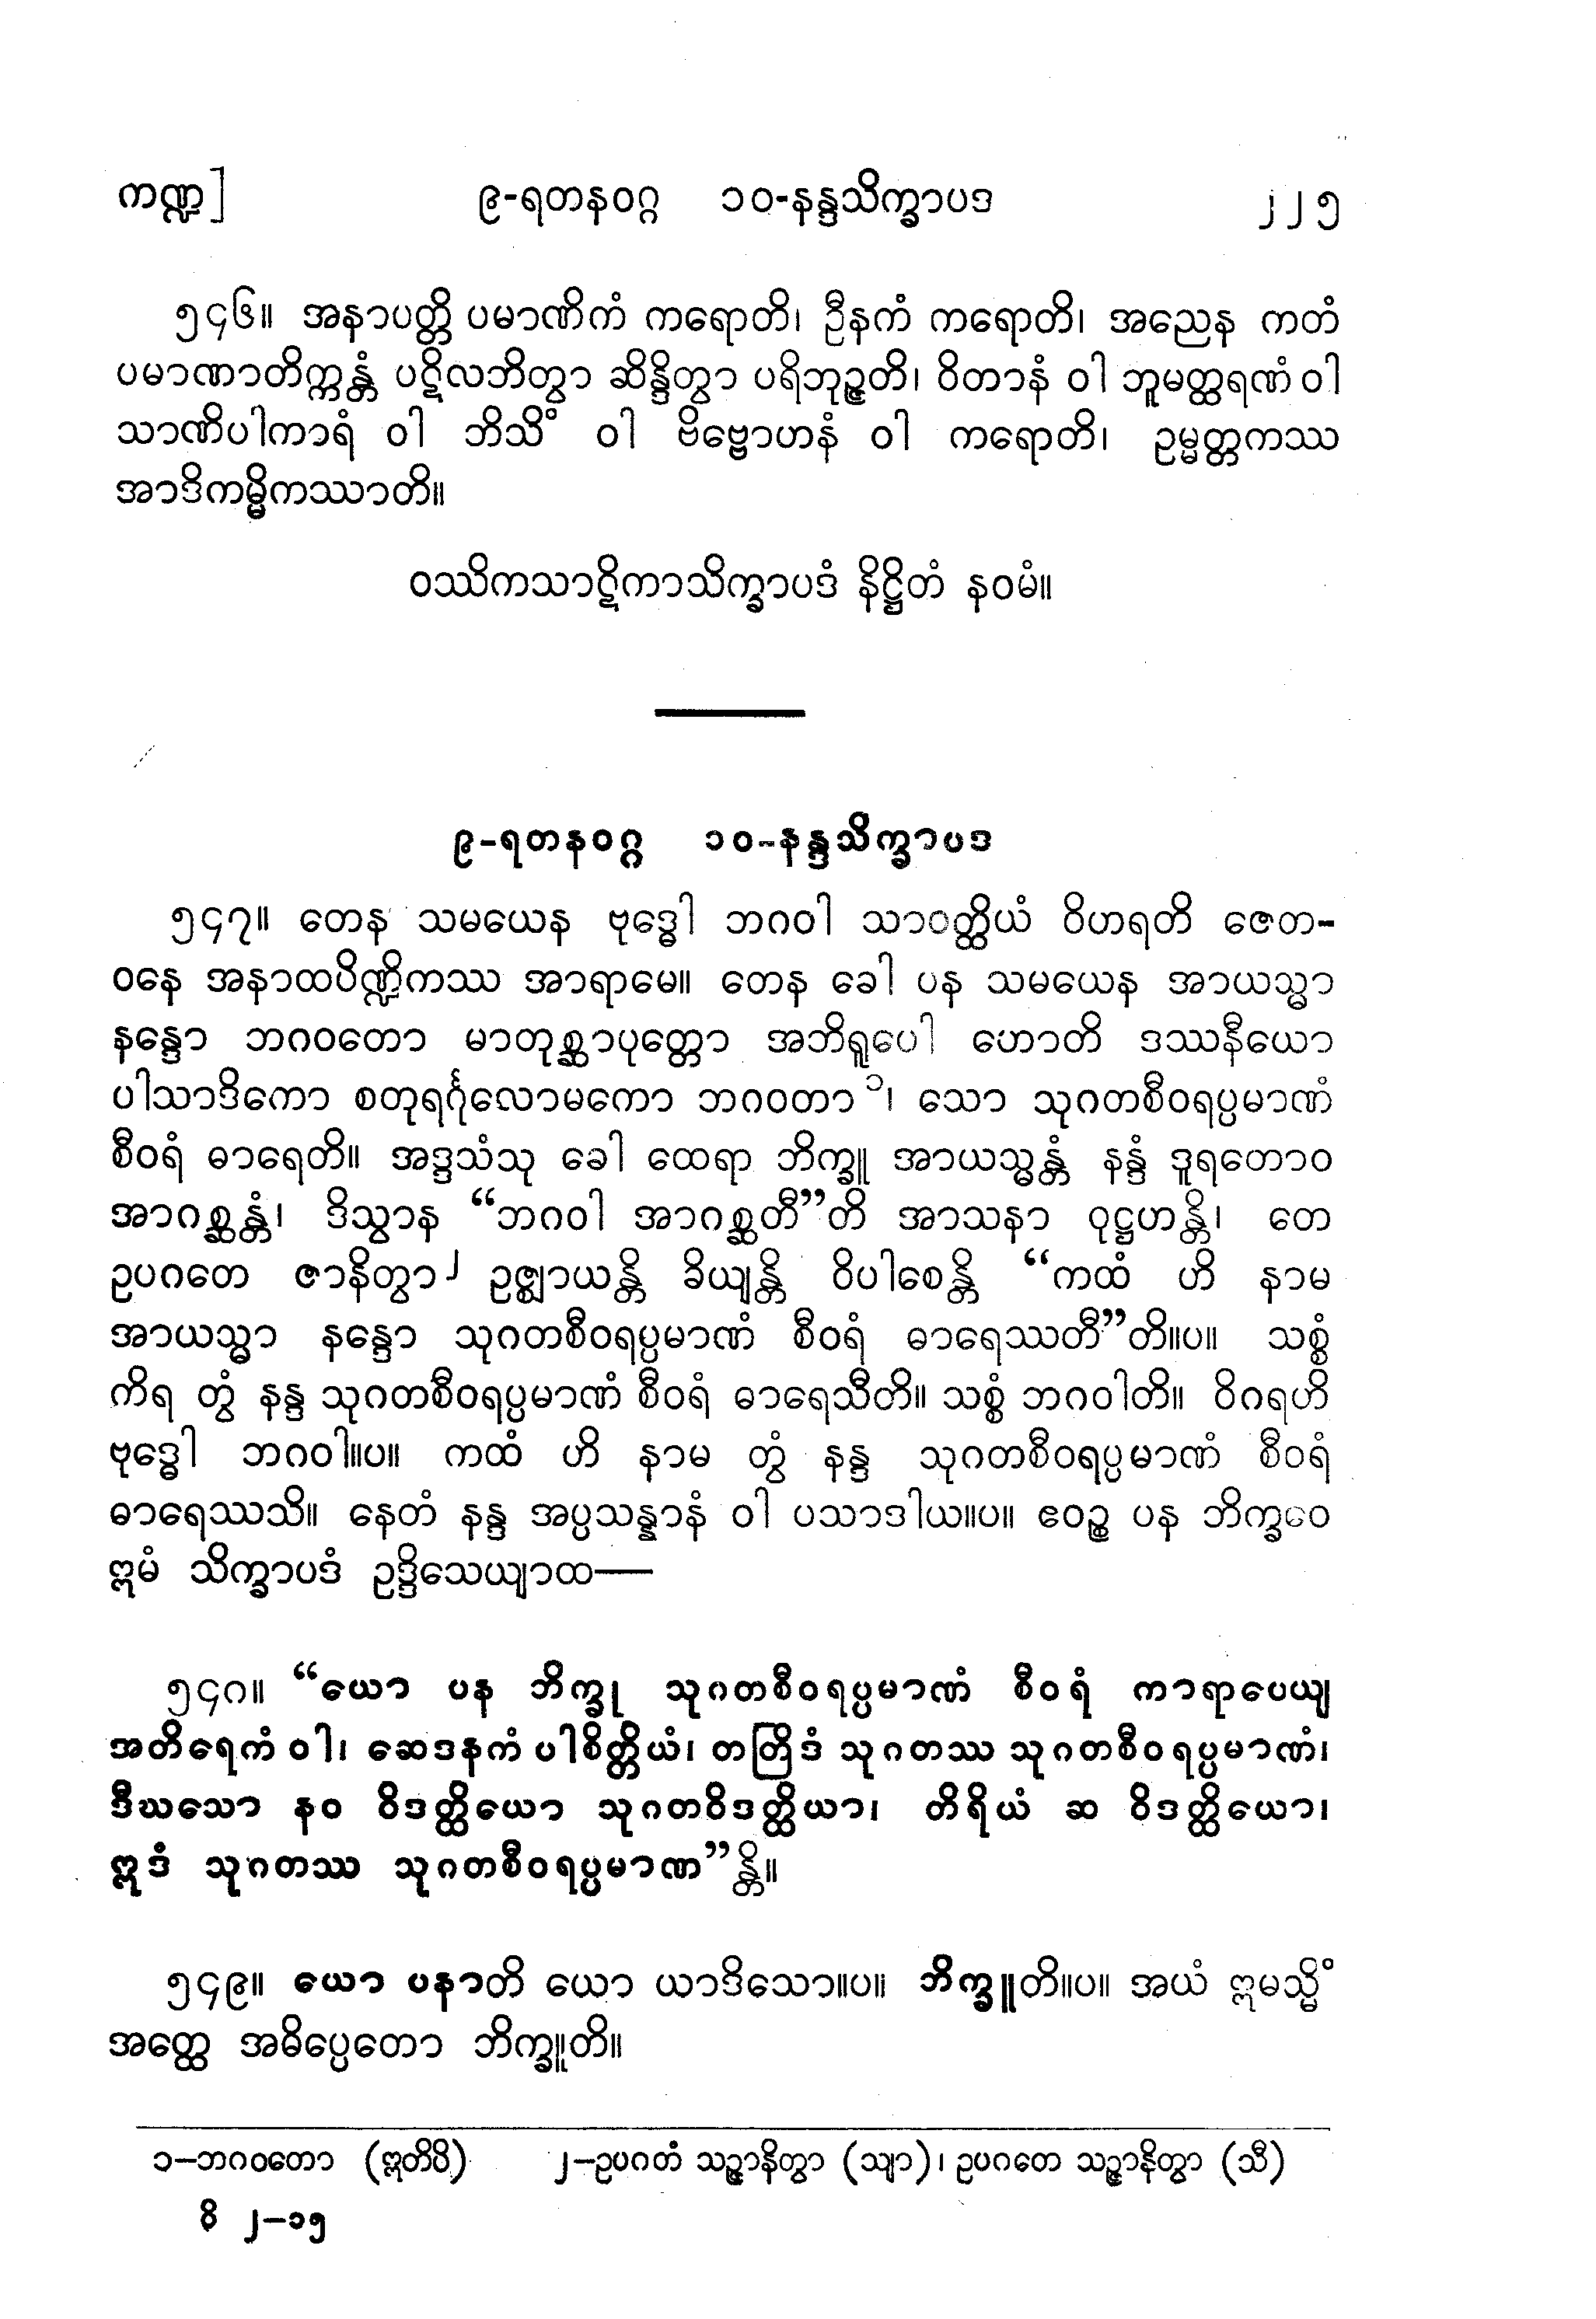 ကဏ္ဍ] ၉-ရတနဝဂ္ဂ ၁၀-နန္ဒသိက္ခာပဒ ၂၂၅
၅၄၆။ အနာပတ္တိ ပမာဏိကံ ကရောတိ၊ ဦနကံ ကရောတိ၊ အညေန ကတံ
ပမာဏာတိက္ကန္တံ ပဋိလဘိတွာ ဆိန္ဒိတွာ ပရိဘုဉ္ဇတိ၊ ဝိတာနံ ဝါ ဘူမတ္ထရဏံ ဝါ
သာဏိပါကာရံ ဝါ ဘိသိံ ဝါ ဗိဗ္ဗောဟနံ ဝါ ကရောတိ၊ ဥမ္မတ္တကဿ
အာဒိကမ္မိကဿာတိ။
ဝဿိကသာဋိကာသိက္ခာပဒံ နိဋ္ဌိတံ နဝမံ။
၉-ရတနဝဂ္ဂ ၁၀-နန္ဒသိက္ခာပဒ
၅၄၇။ တေန သမယေန ဗုဒ္ဓေါ ဘဂဝါ သာဝတ္ထိယံ ဝိဟရတိ ဇေတ-
ဝနေ အနာထပိဏ္ဍိကဿ အာရာမေ။ တေန ခေါ ပန သမယေန အာယသ္မာ
နန္ဒော ဘဂဝတော မာတုစ္ဆာပုတ္တော အဘိရူပေါ ဟောတိ ဒဿနီယော
ပါသာဒိကော စတုရင်္ဂုလောမကော ဘဂဝတာ၁၊ သော သုဂတစီဝရပ္ပမာဏံ
စီဝရံ ဓာရေတိ။ အဒ္ဒသံသု ခေါ ထေရာ ဘိက္ခူ အာယသ္မန္တံ နန္ဒံ ဒူရတောဝ
အာဂစ္ဆန္တံ၊ ဒိသွာန “ဘဂဝါ အာဂစ္ဆတီ”တိ အာသနာ ဝုဋ္ဌဟန္တိ၊ တေ
ဥပဂတေ ဇာနိတွာ၂ ဥဇ္ဈာယန္တိ ခိယျန္တိ ဝိပါစေန္တိ “ကထံ ဟိ နာမ
အာယသ္မာ နန္ဒော သုဂတစီဝရပ္ပမာဏံ စီဝရံ ဓာရေဿတီ”တိ။ပ။ သစ္စံ
ကိရ တွံ နန္ဒ သုဂတစီဝရပ္ပမာဏံ စီဝရံ ဓာရေသီတိ။ သစ္စံ ဘဂဝါတိ။ ဝိဂရဟိ
ဗုဒ္ဓေါ ဘဂဝါ။ပ။ ကထံ ဟိ နာမ တွံ နန္ဒ သုဂတစီဝရပ္ပမာဏံ စီဝရံ
ဓာရေဿသိ။ နေတံ နန္ဒ အပ္ပသန္နာနံ ဝါ ပသာဒါယ။ပ။ ဧဝဉ္စ ပန ဘိက္ခဝေ
ဣမံ သိက္ခာပဒံ ဥဒ္ဒိသေယျာထ—
၅၄၈။ “ယော ပန ဘိက္ခု သုဂတစီဝရပ္ပမာဏံ စီဝရံ ကာရာပေယျ
အတိရေကံ ဝါ၊ ဆေဒနကံ ပါစိတ္တိယံ၊ တတြိဒံ သုဂတဿ သုဂတစီဝရပ္ပမာဏံ၊
ဒီဃသော နဝ ဝိဒတ္ထိယော သုဂတဝိဒတ္ထိယာ၊ တိရိယံ ဆ ဝိဒတ္ထိယော၊
ဣဒံ သုဂတဿ သုဂတစီဝရပ္ပမာဏ”န္တိ။
၅၄၉။ ယော ပနာတိ ယော ယာဒိသော။ပ။ ဘိက္ခူတိ။ပ။ အယံ ဣမသ္မိံ
အတ္ထေ အဓိပ္ပေတော ဘိက္ခူတိ။
၁—ဘဂဝတော (ဣတိပိ) ၂—ဥပဂတံ သဉ္ဇာနိတွာ (သျာ)၊ ဥပဂတေ သဉ္ဇာနိတွာ (သီ)
ဝိ ၂—၁၅